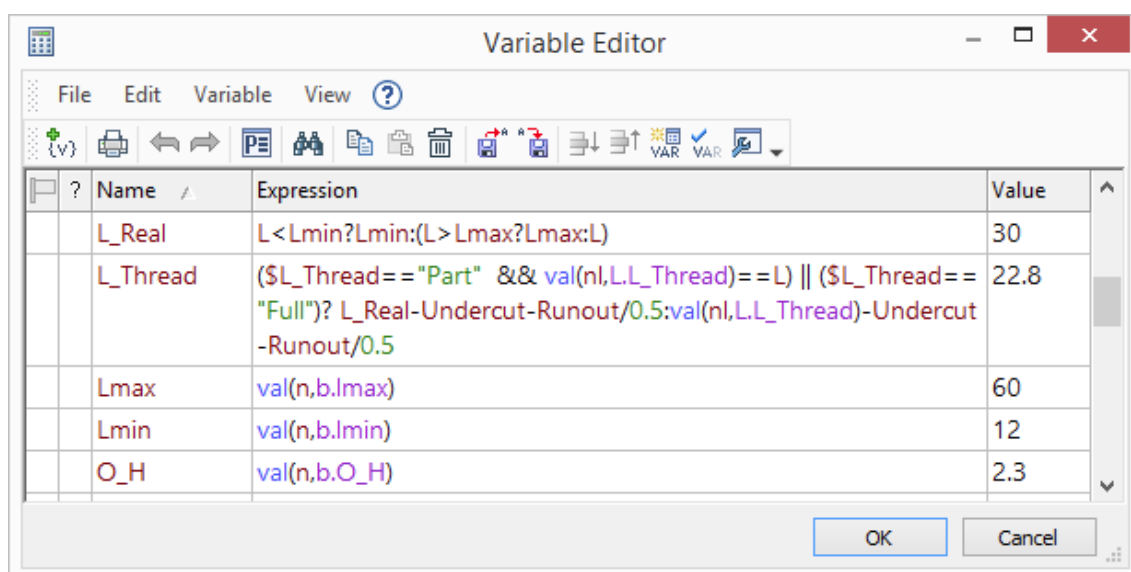 Variable Editor
File Edit Variable View ?
{v} PE A A VAR VAR
? Name Expression Value
L_Real L<Lmin?Lmin:(L>Lmax?Lmax:L) 30
L_Thread ($L_Thread=="Part" && val(nl,L.L_Thread)==L) || ($L_Thread== 22.8
"Full")? L_Real-Undercut-Runout/0.5:val(nl,L.L_Thread)-Undercut
-Runout/0.5
Lmax val(n,b.lmax) 60
Lmin val(n,b.lmin) 12
O_H val(n,b.O_H) 2.3
OK Cancel